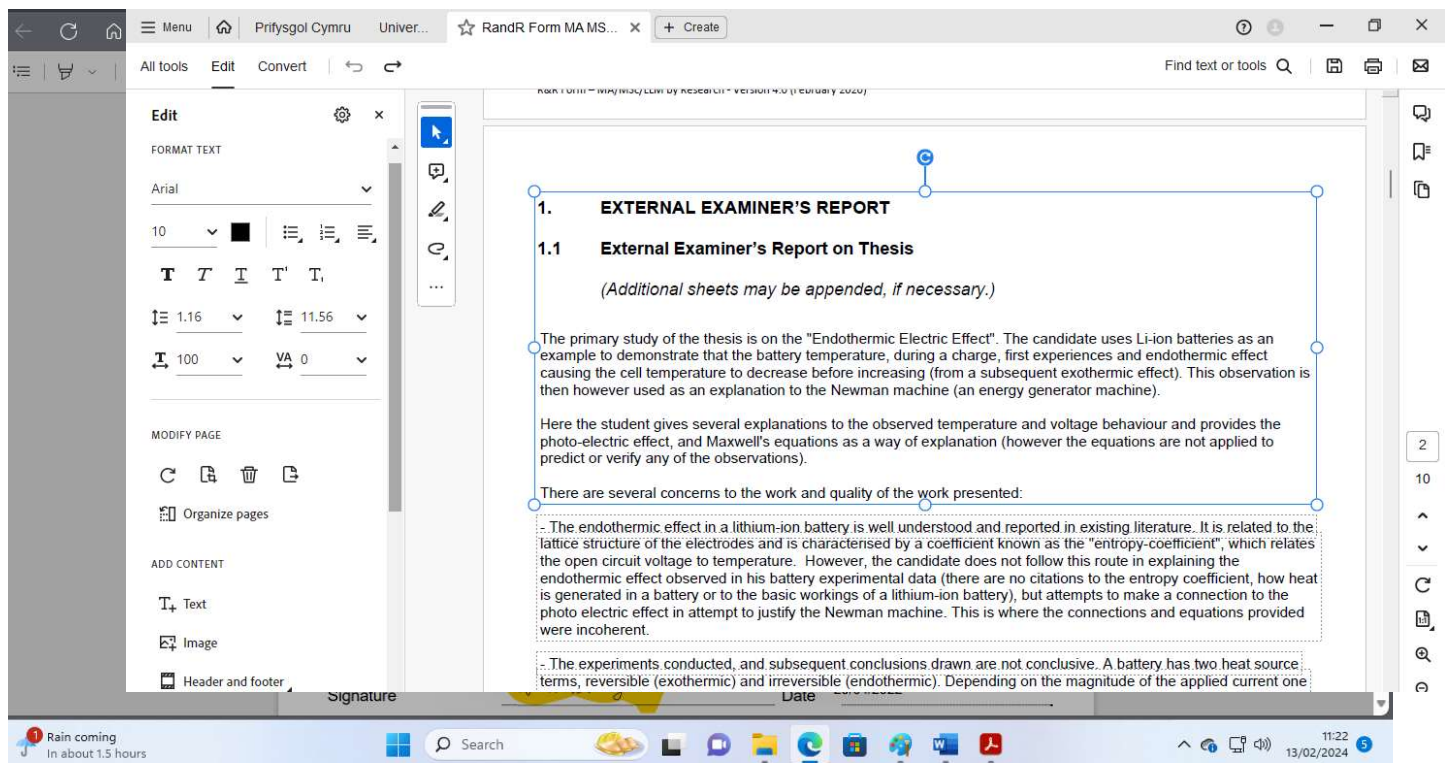 Menu
Prifysgol Cymru
Univer...
RandR Form MA MS...
+ Create
All tools
Edit
Convert
Find text or tools
Edit
FORMAT TEXT
Arial
10
T T T T' T,
1.16
11.56
T 100
VA 0
MODIFY PAGE
Organize pages
ADD CONTENT
Text
Image
Header and footer
R&R Form – MA/MSc/LLM by Research - Version 4.0 (February 2020)
1. EXTERNAL EXAMINER'S REPORT
1.1 External Examiner's Report on Thesis
(Additional sheets may be appended, if necessary.)
The primary study of the thesis is on the "Endothermic Electric Effect". The candidate uses Li-ion batteries as an
example to demonstrate that the battery temperature, during a charge, first experiences and endothermic effect
causing the cell temperature to decrease before increasing (from a subsequent exothermic effect). This observation is
then however used as an explanation to the Newman machine (an energy generator machine).
Here the student gives several explanations to the observed temperature and voltage behaviour and provides the
photo-electric effect, and Maxwell's equations as a way of explanation (however the equations are not applied to
predict or verify any of the observations).
There are several concerns to the work and quality of the work presented:
- The endothermic effect in a lithium-ion battery is well understood and reported in existing literature. It is related to the
lattice structure of the electrodes and is characterised by a coefficient known as the "entropy-coefficient", which relates
the open circuit voltage to temperature. However, the candidate does not follow this route in explaining the
endothermic effect observed in his battery experimental data (there are no citations to the entropy coefficient, how heat
is generated in a battery or to the basic workings of a lithium-ion battery), but attempts to make a connection to the
photo electric effect in attempt to justify the Newman machine. This is where the connections and equations provided
were incoherent.
- The experiments conducted, and subsequent conclusions drawn are not conclusive. A battery has two heat source
terms, reversible (exothermic) and irreversible (endothermic). Depending on the magnitude of the applied current one
2
10
1:1
Signature
Date
1
Rain coming
In about 1.5 hours
Search
11:22
13/02/2024
5